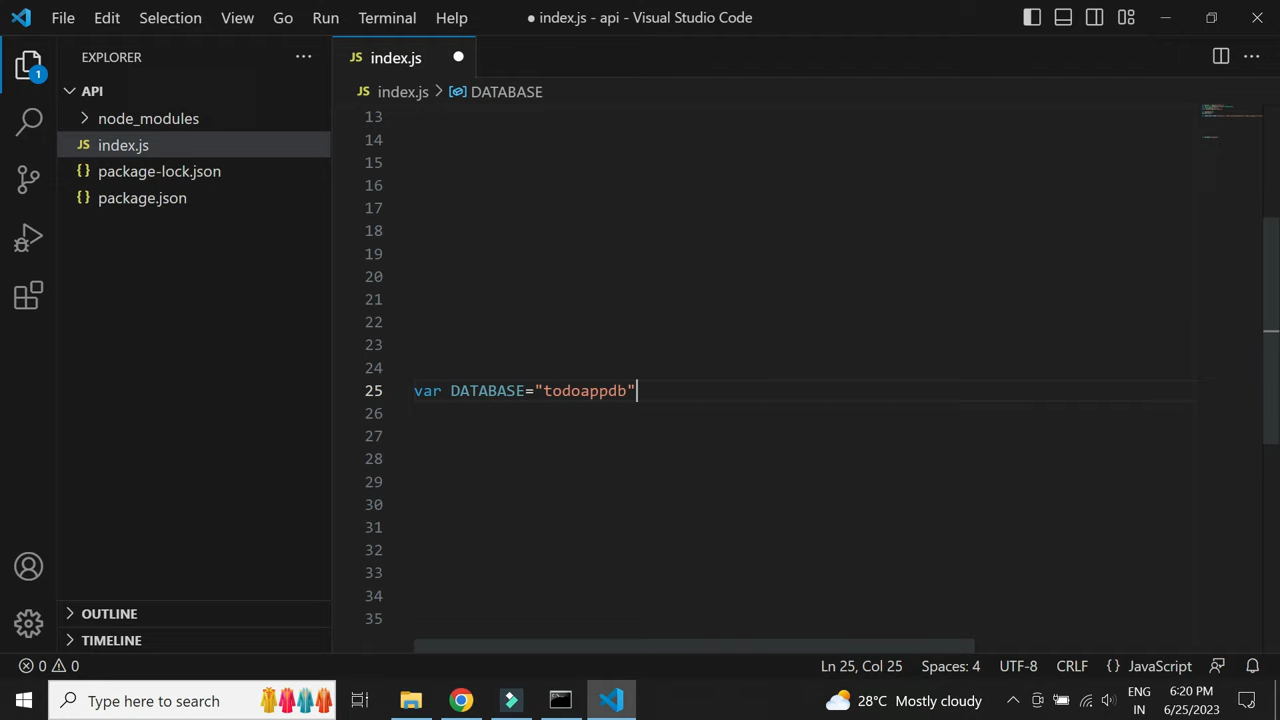 File Edit Selection View Go Run Terminal Help ● index.js - api - Visual Studio Code
EXPLORER
API
node_modules
JS index.js
{} package-lock.json
{} package.json
OUTLINE
TIMELINE
1
JS index.js
JS index.js > DATABASE
13
14
15
16
17
18
19
20
21
22
23
24
25 var DATABASE="todoappdb"
26
27
28
29
30
31
32
33
34
35
0 0 Ln 25, Col 25 Spaces: 4 UTF-8 CRLF {} JavaScript
Type here to search 28°C Mostly cloudy ENG IN 6:20 PM 6/25/2023